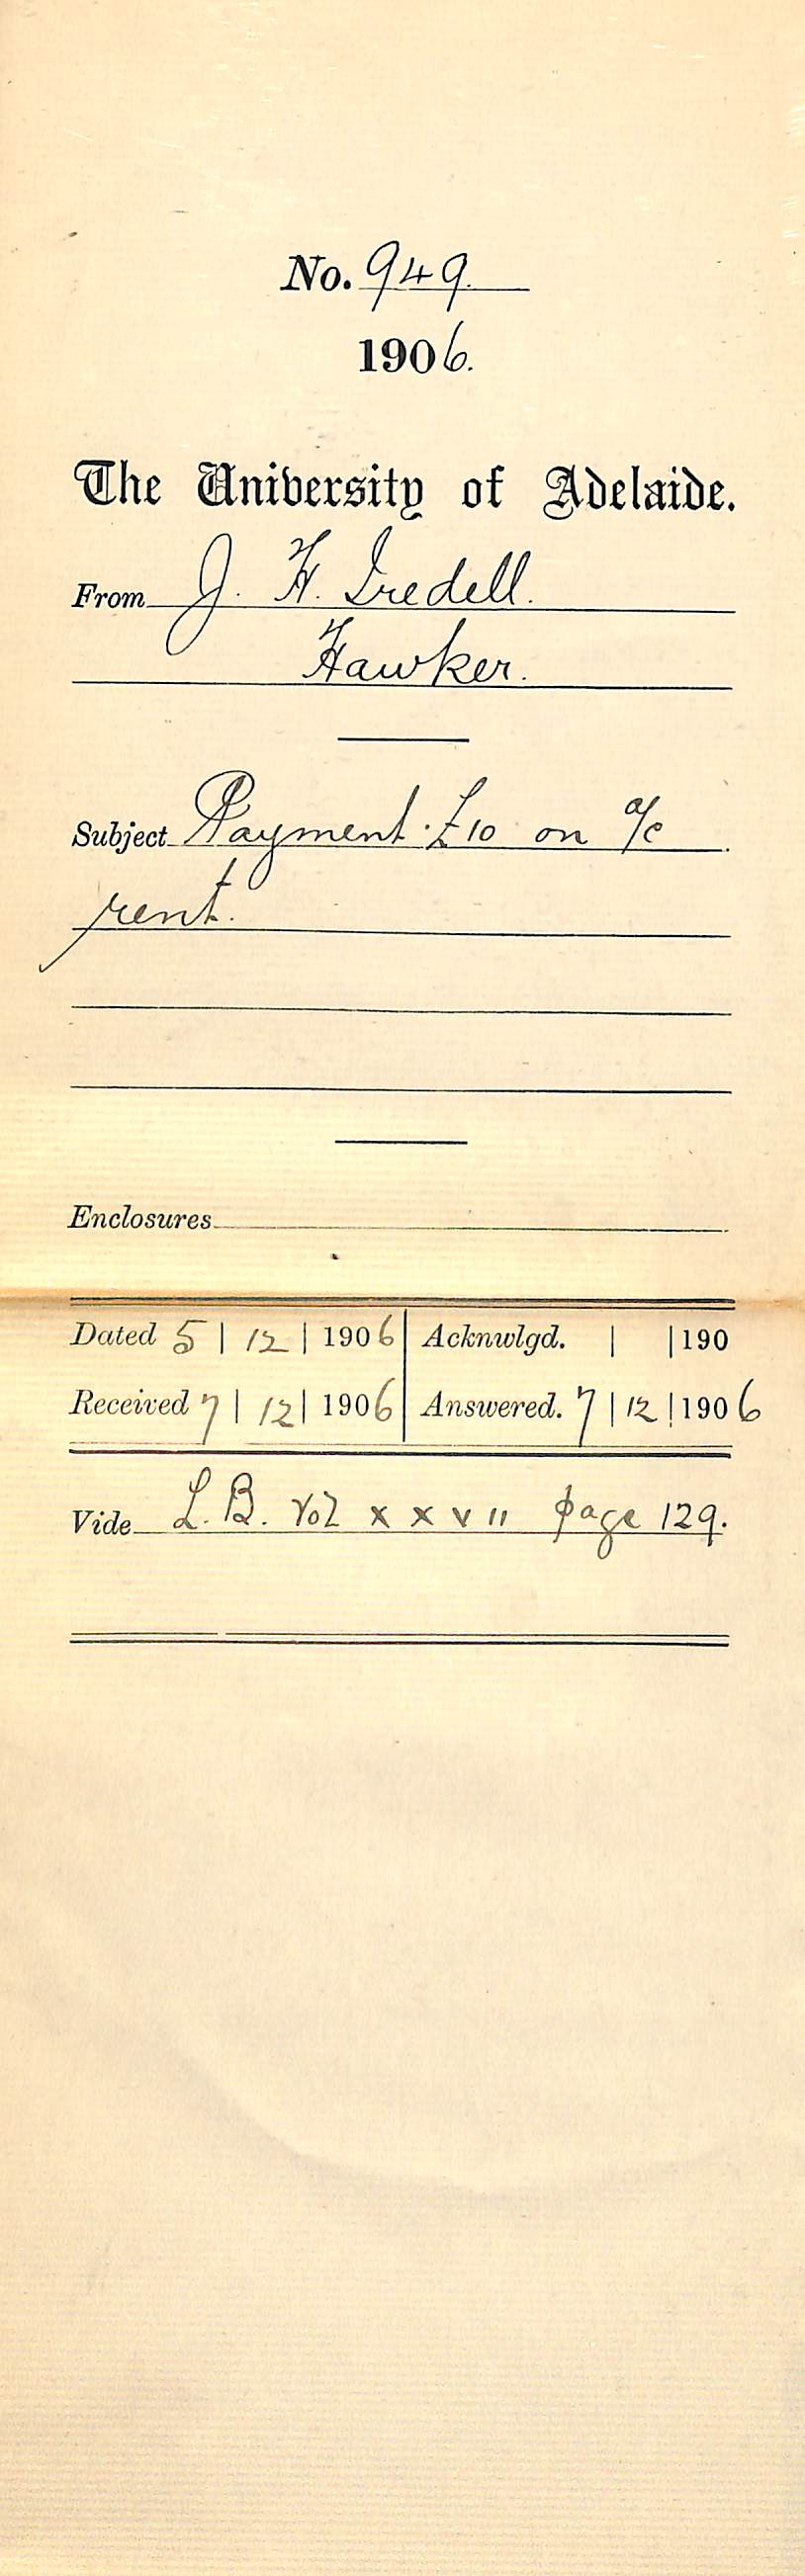 No. 949.
1906.
The University of Adelaide.
From J. H. Iredell.
Hawker.
Subject Payment £10 on a/c
rent.
Enclosures
Dated 5 | 12 | 1906 Acknwlgd. | | 190
Received 7 | 12 | 1906 Answered. 7 | 12 | 1906
Vide L. B. Vol xxvii page 129.